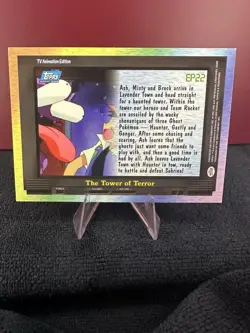 TV Animation Edition
topps
EP22
Ash, Misty and Brock arrive in
Lavender Town and head straight
for a haunted tower. Within the
tower our heroes and Team Rocket
are assailed by the wacky
shenanigans of three Ghost
Pokémon— Haunter, Gastly and
Gengar. After some chasing and
scaring, Ash finds that the
ghosts just want some friends to
play with, and then a good time is
had by all. Ash leaves Lavender
Town with Haunter in tow, ready
to battle and defeat Sabrina!
The Tower of Terror